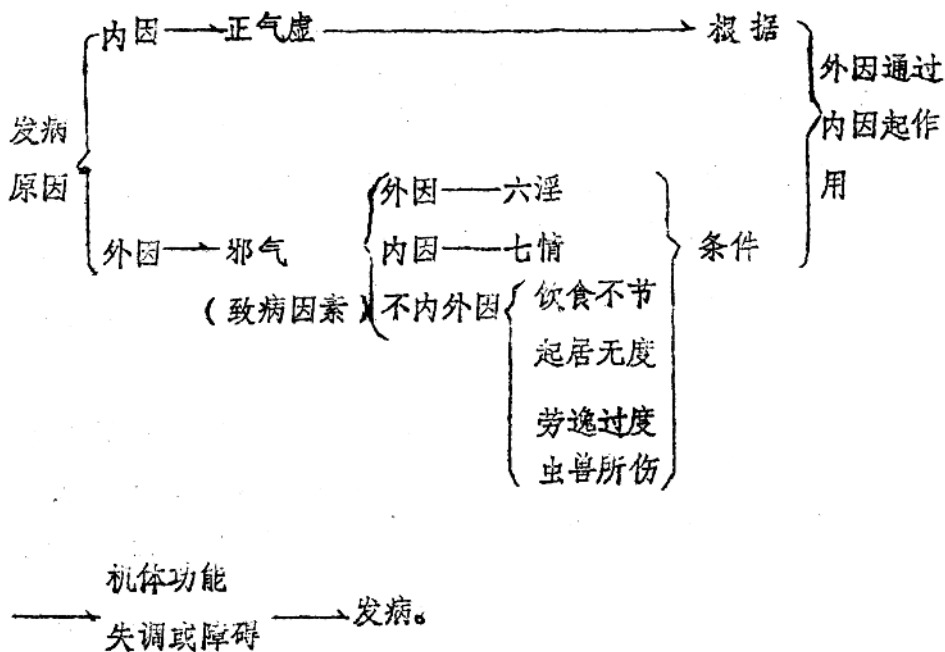 内因→正气虚→根据
外因通过
内因起作
用
发病
原因
外因→邪气
(致病因素)
外因——六淫
内因——七情
不内外因
饮食不节
起居无度
劳逸过度
虫兽所伤
条件
→机体功能
失调或障碍→发病。